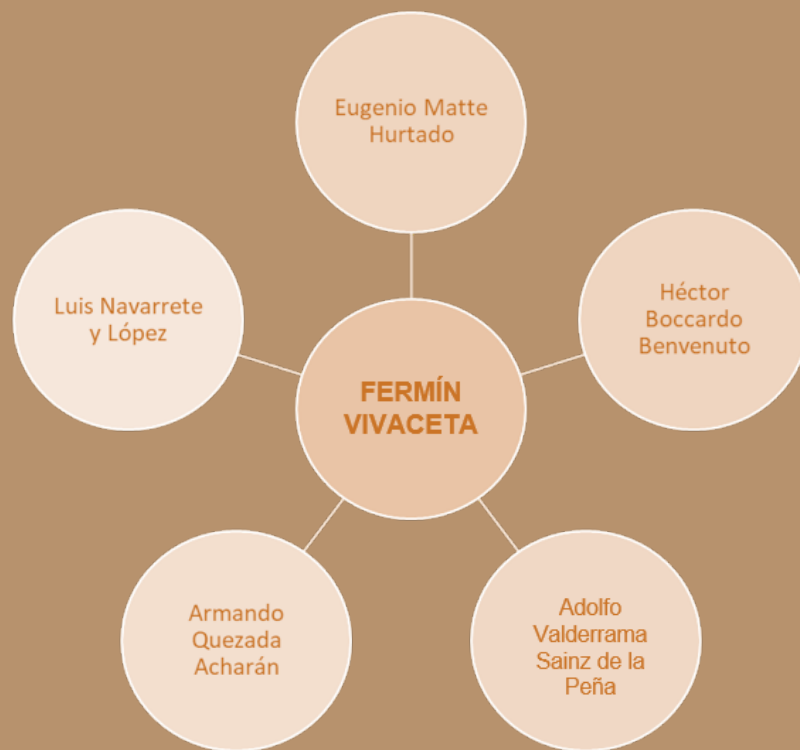 Eugenio Matte
Hurtado
Luis Navarrete
y López
Héctor
Boccardo
Benvenuto
FERMÍN
VIVACETA
Armando
Quezada
Acharán
Adolfo
Valderrama
Sainz de la
Peña